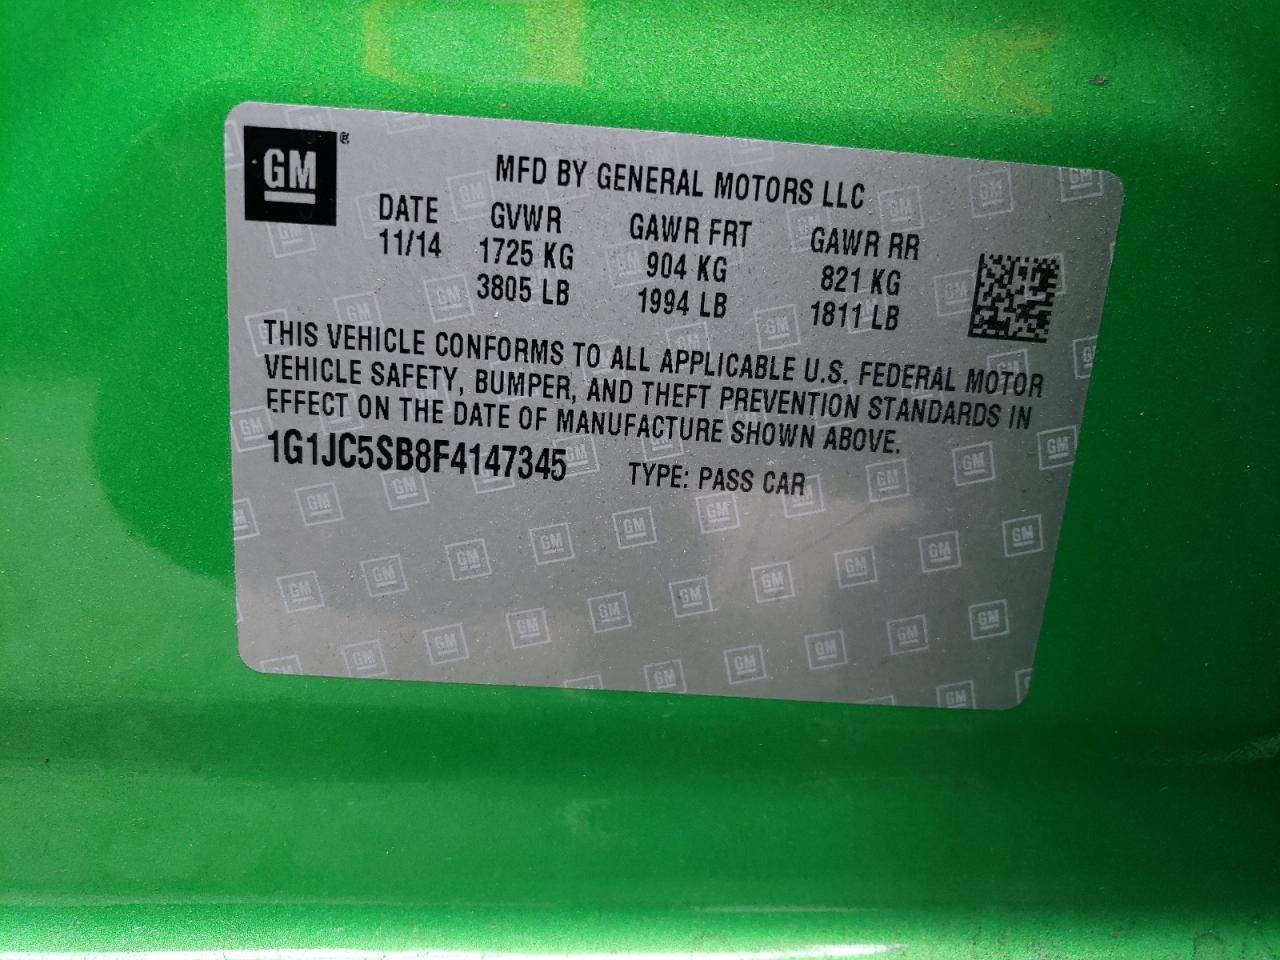 GM®
MFD BY GENERAL MOTORS LLC
DATE GVWR GAWR FRT GAWR RR
11/14 1725 KG 904 KG 821 KG
3805 LB 1994 LB 1811 LB
THIS VEHICLE CONFORMS TO ALL APPLICABLE U.S. FEDERAL MOTOR
VEHICLE SAFETY, BUMPER, AND THEFT PREVENTION STANDARDS IN
EFFECT ON THE DATE OF MANUFACTURE SHOWN ABOVE.
1G1JC5SB8F4147345 TYPE: PASS CAR